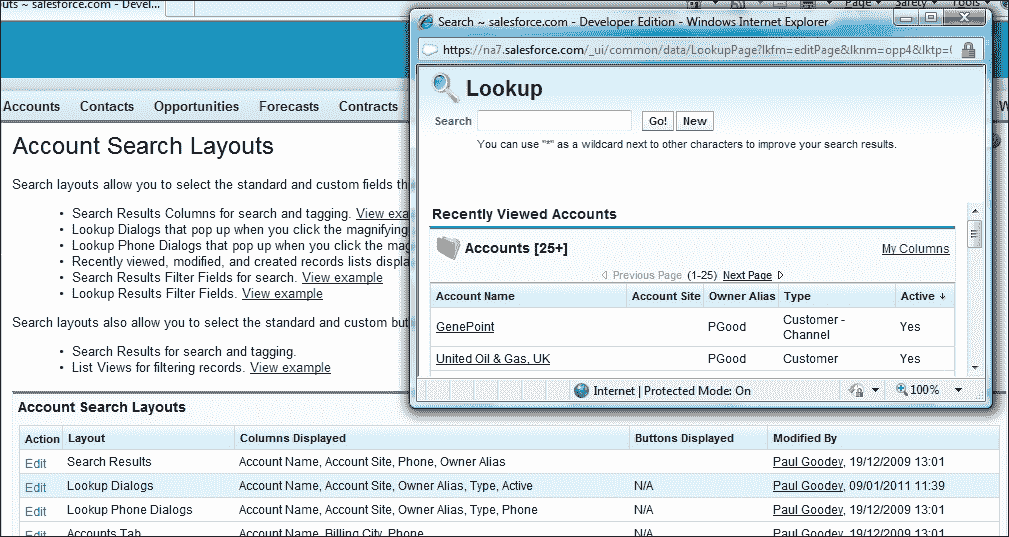 outs ~ salesforce.com - Devel...
Page
Safety
Tools
Search ~ salesforce.com - Developer Edition - Windows Internet Explorer
https://na7.salesforce.com/_ui/common/data/LookupPage?lkfm=editPage&lknm=opp4&lktp=
Lookup
Search
Go!
New
You can use "*" as a wildcard next to other characters to improve your search results.
Recently Viewed Accounts
Accounts [25+]
My Columns
Previous Page (1-25) Next Page
Account Name Account Site Owner Alias Type Active
GenePoint PGood Customer - Channel Yes
United Oil & Gas, UK PGood Customer Yes
Internet | Protected Mode: On
100%
Accounts Contacts Opportunities Forecasts Contracts
W
Account Search Layouts
Search layouts allow you to select the standard and custom fields th
• Search Results Columns for search and tagging. View exa
• Lookup Dialogs that pop up when you click the magnifying
• Lookup Phone Dialogs that pop up when you click the mag
• Recently viewed, modified, and created records lists displa
• Search Results Filter Fields for search. View example
• Lookup Results Filter Fields. View example
Search layouts also allow you to select the standard and custom but
• Search Results for search and tagging.
• List Views for filtering records. View example
Account Search Layouts
Action Layout Columns Displayed Buttons Displayed Modified By
Edit Search Results Account Name, Account Site, Phone, Owner Alias Paul Goodey, 19/12/2009 13:01
Edit Lookup Dialogs Account Name, Account Site, Owner Alias, Type, Active N/A Paul Goodey, 09/01/2011 11:39
Edit Lookup Phone Dialogs Account Name, Account Site, Owner Alias, Type, Phone N/A Paul Goodey, 19/12/2009 13:01
Edit Accounts Tab Account Name, Billing City, Phone N/A Paul Goodey, 19/12/2009 13:01